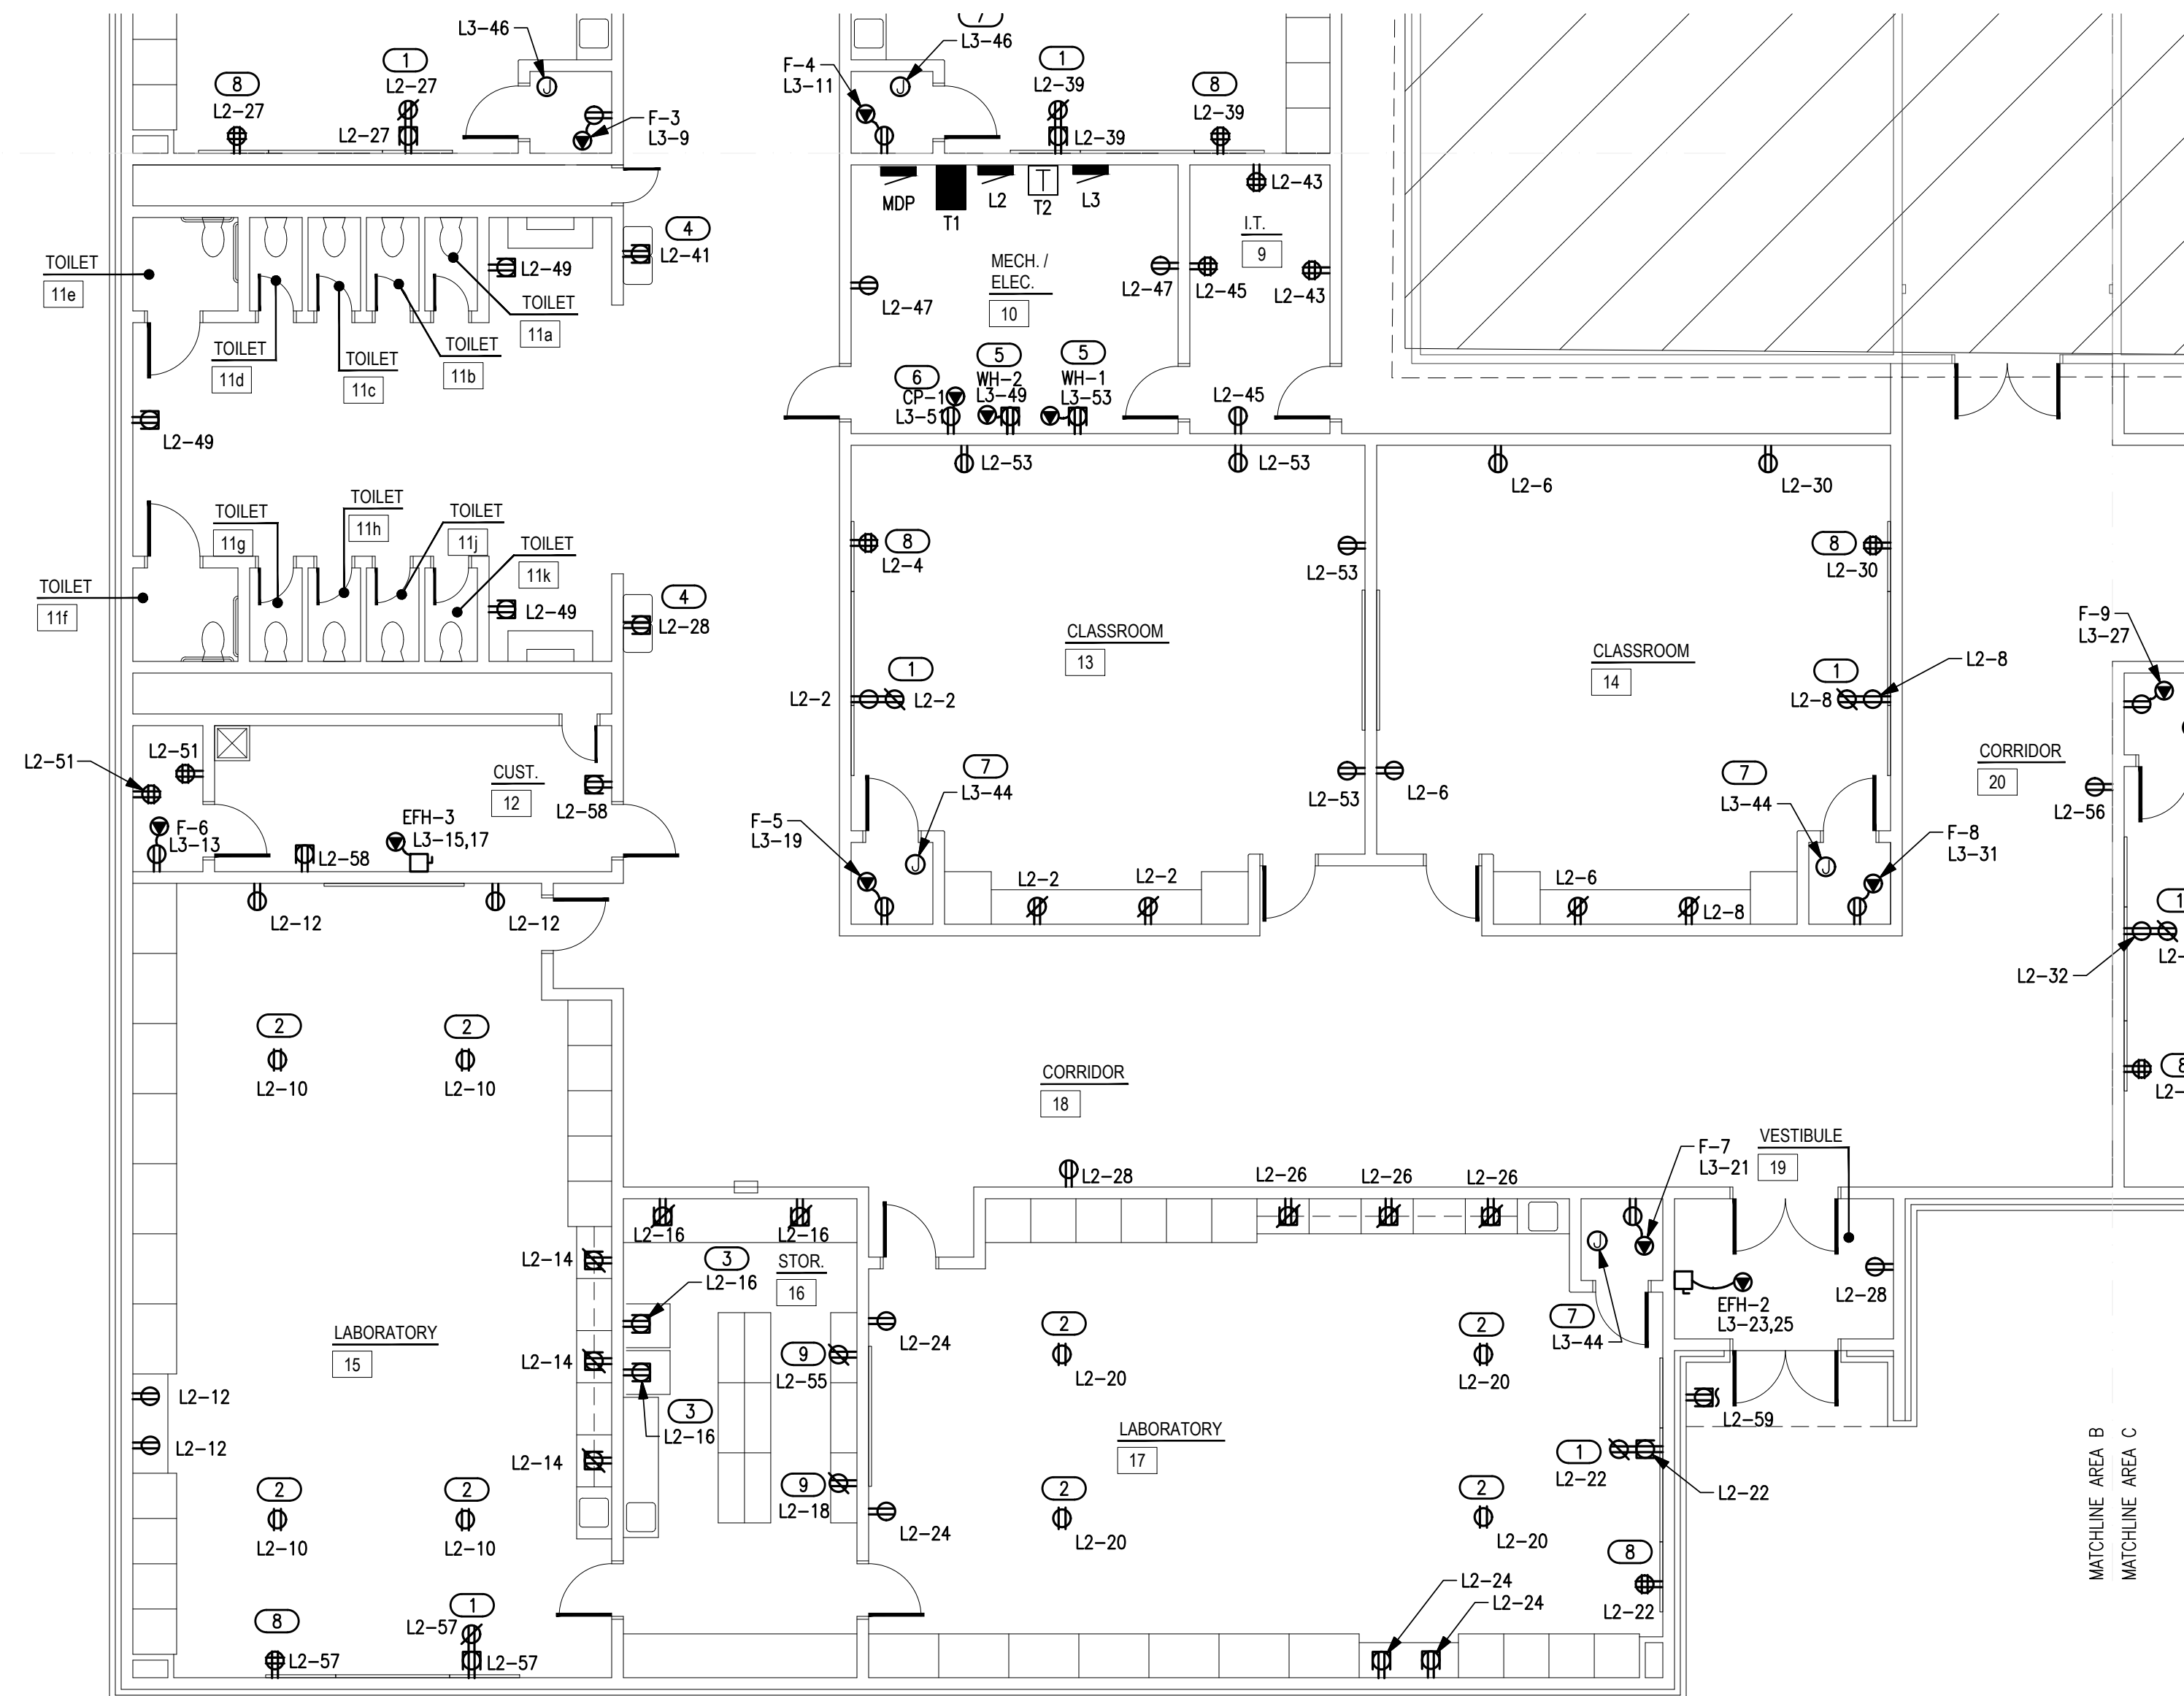 L3-46
7
L3-46
1
L2-27
8
L2-27
L2-27
F-3
L3-9
F-4
L3-11
1
L2-39
8
L2-39
L2-39
J
J
MDP
T1
L2
T
T2
L3
L2-43
I.T.
9
4
L2-41
L2-49
TOILET
11e
MECH. /
ELEC.
10
L2-47
L2-47
L2-45
L2-43
TOILET
11a
TOILET
11b
TOILET
11c
TOILET
11d
5
WH-2
L3-49
5
WH-1
L3-53
6
CP-1
L3-51
L2-45
L2-49
L2-53
L2-53
L2-6
L2-30
TOILET
11g
TOILET
11h
TOILET
11j
TOILET
11k
8
L2-4
L2-53
8
L2-30
TOILET
11f
L2-49
4
L2-28
CLASSROOM
13
CLASSROOM
14
F-9
L3-27
1
L2-2
L2-2
1
L2-8
L2-8
L2-51
L2-51
CUST.
12
L2-58
7
L3-44
L2-53
L2-6
7
L3-44
CORRIDOR
20
L2-56
F-6
L3-13
L2-58
EFH-3
L3-15,17
F-5
L3-19
J
J
F-8
L3-31
L2-2
L2-2
L2-6
L2-8
L2-12
L2-12
1
L2-32
2
L2-10
2
L2-10
CORRIDOR
18
8
F-7
L3-21
VESTIBULE
19
L2-28
L2-26
L2-26
L2-26
L2-16
L2-16
L2-14
3
L2-16
STOR.
16
J
EFH-2
L3-23,25
L2-28
7
L3-44
LABORATORY
15
L2-14
9
L2-55
L2-24
2
L2-20
2
L2-20
L2-12
L2-12
3
L2-16
L2-14
LABORATORY
17
L2-59
1
L2-22
L2-22
2
L2-10
2
L2-10
9
L2-18
L2-24
2
L2-20
2
L2-20
8
L2-22
L2-24
L2-24
8
L2-57
1
L2-57
L2-57
MATCHLINE AREA B
MATCHLINE AREA C